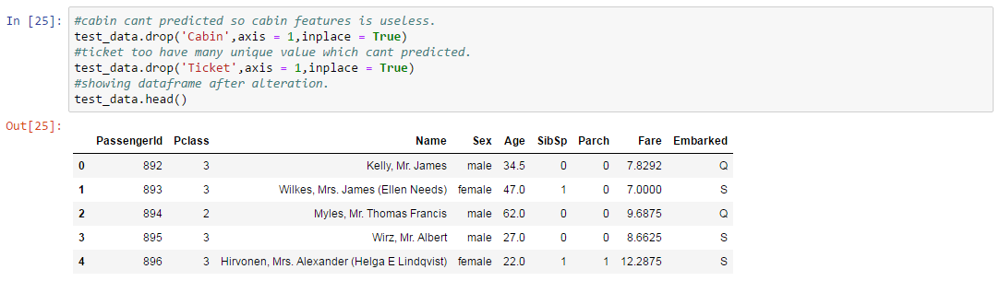 In [25]: #cabin cant predicted so cabin features is useless.
test_data.drop('Cabin',axis = 1,inplace = True)
#ticket too have many unique value which cant predicted.
test_data.drop('Ticket',axis = 1,inplace = True)
#showing dataframe after alteration.
test_data.head()
Out[25]:
PassengerId Pclass Name Sex Age SibSp Parch Fare Embarked
0 892 3 Kelly, Mr. James male 34.5 0 0 7.8292 Q
1 893 3 Wilkes, Mrs. James (Ellen Needs) female 47.0 1 0 7.0000 S
2 894 2 Myles, Mr. Thomas Francis male 62.0 0 0 9.6875 Q
3 895 3 Wirz, Mr. Albert male 27.0 0 0 8.6625 S
4 896 3 Hirvonen, Mrs. Alexander (Helga E Lindqvist) female 22.0 1 1 12.2875 S